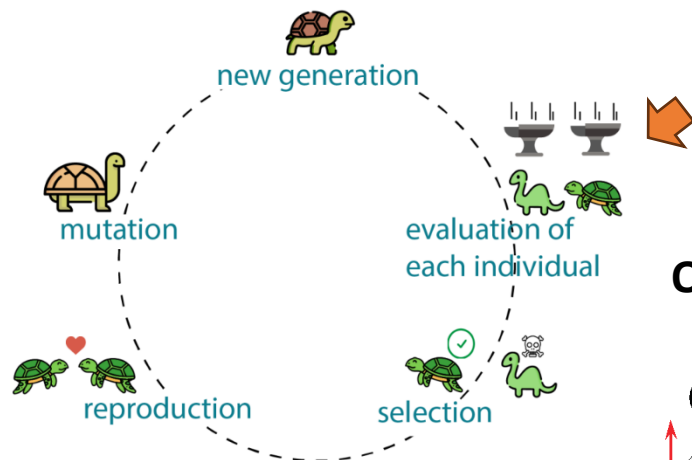 new generation
evaluation of
each individual
selection
reproduction
mutation